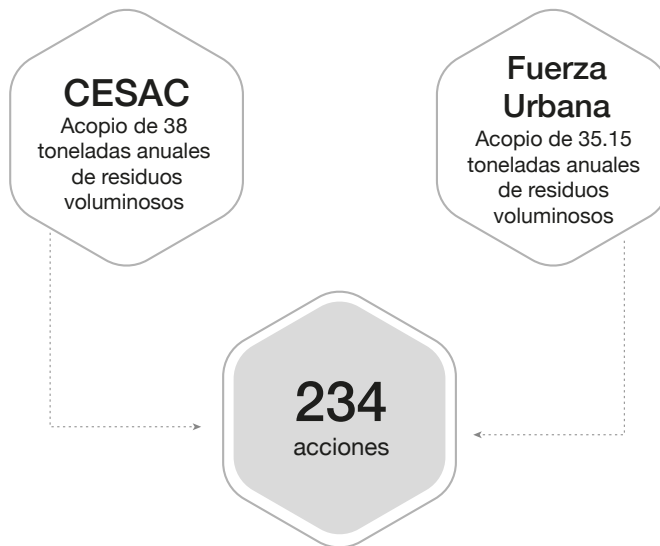 CESAC
Acopio de 38
toneladas anuales
de residuos
voluminosos
Fuerza
Urbana
Acopio de 35.15
toneladas anuales
de residuos
voluminosos
234
acciones